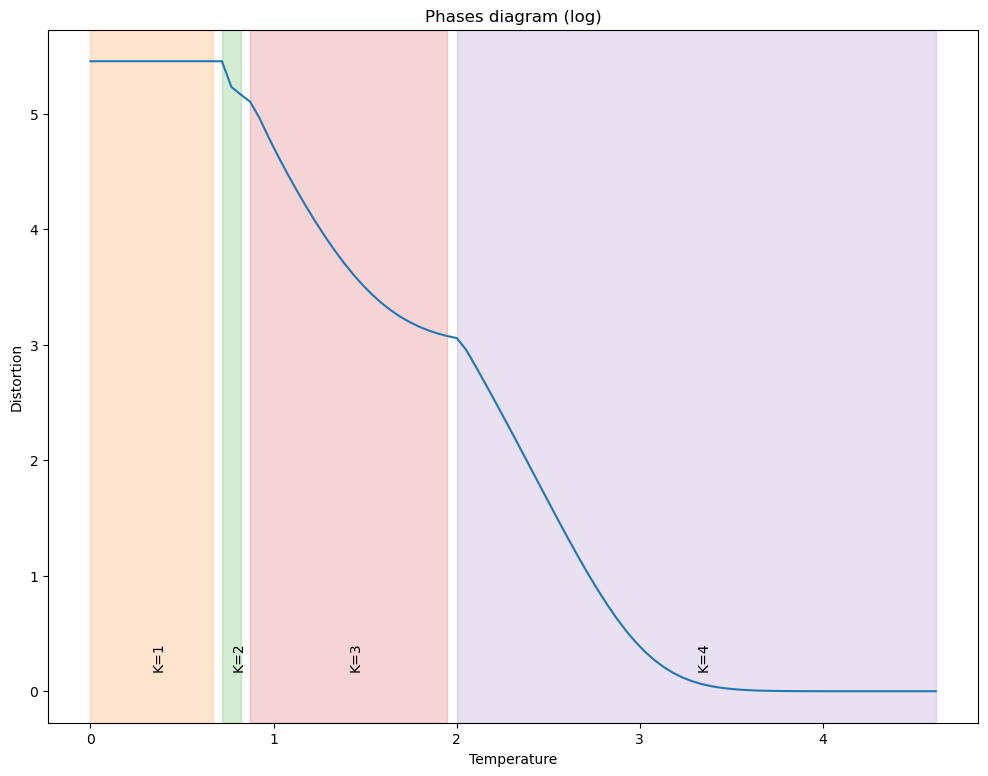 Phases diagram (log)
Distortion
5
4
3
2
1
0
K=1
K=2
K=3
K=4
0 1 2 3 4
Temperature